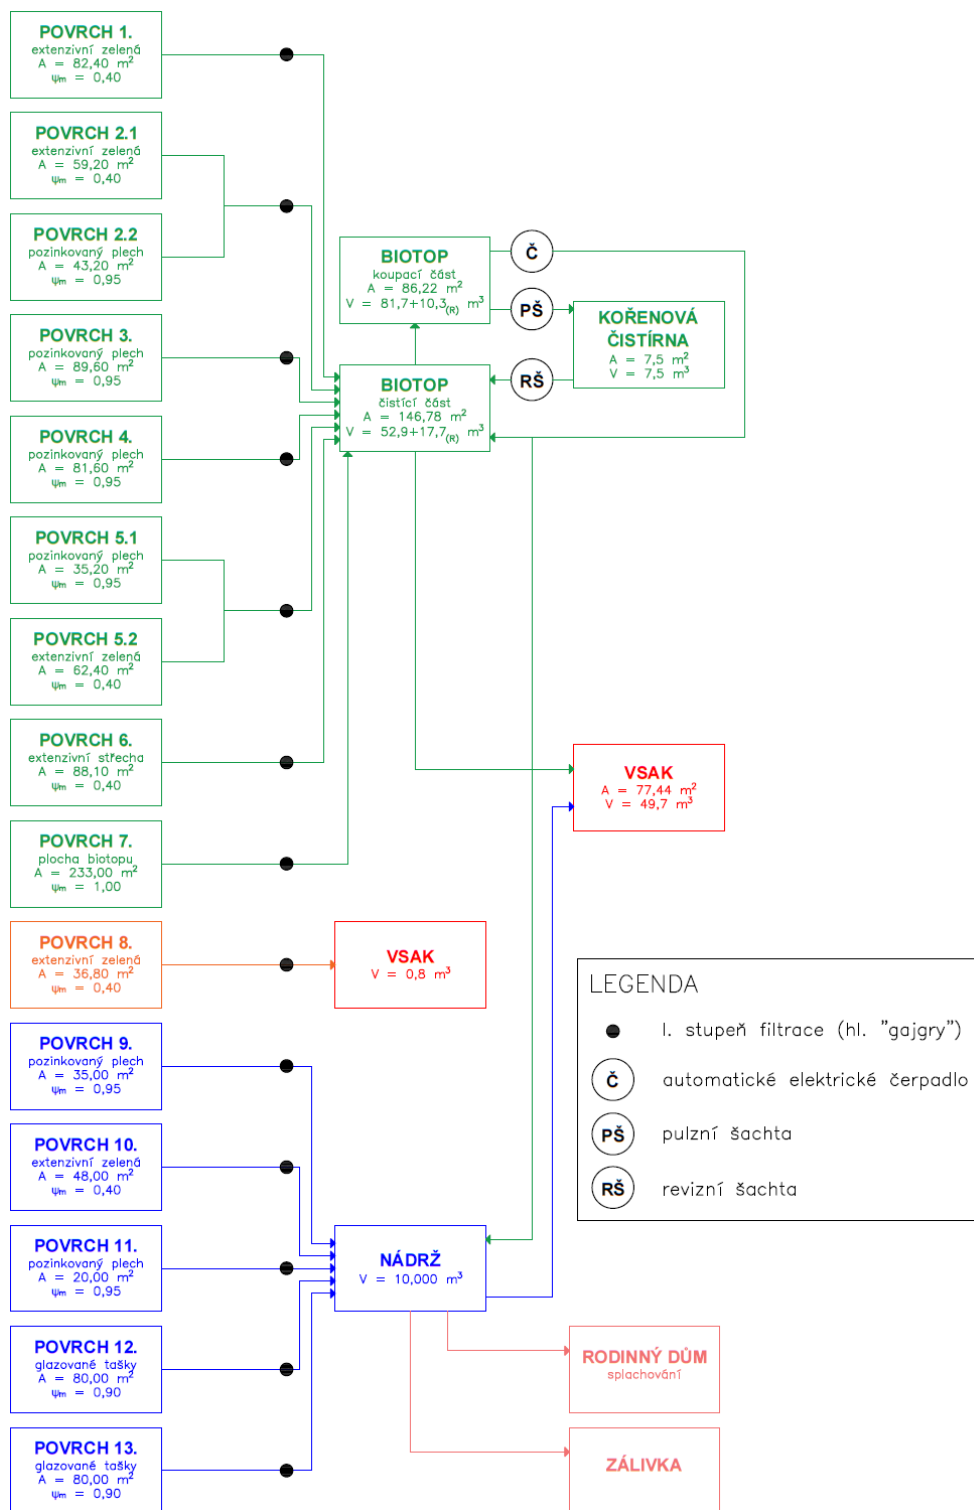 POVRCH 1.
extenzivní zelená
A = 82,40 m²
ψm = 0,40
POVRCH 2.1
extenzivní zelená
A = 59,20 m²
ψm = 0,40
POVRCH 2.2
pozinkovaný plech
A = 43,20 m²
ψm = 0,95
POVRCH 3.
pozinkovaný plech
A = 89,60 m²
ψm = 0,95
POVRCH 4.
pozinkovaný plech
A = 81,60 m²
ψm = 0,95
POVRCH 5.1
pozinkovaný plech
A = 35,20 m²
ψm = 0,95
POVRCH 5.2
extenzivní zelená
A = 62,40 m²
ψm = 0,40
POVRCH 6.
extenzivní střecha
A = 88,10 m²
ψm = 0,40
POVRCH 7.
plocha biotopu
A = 233,00 m²
ψm = 1,00
POVRCH 8.
extenzivní zelená
A = 36,80 m²
ψm = 0,40
POVRCH 9.
pozinkovaný plech
A = 35,00 m²
ψm = 0,95
POVRCH 10.
extenzivní zelená
A = 48,00 m²
ψm = 0,40
POVRCH 11.
pozinkovaný plech
A = 20,00 m²
ψm = 0,95
POVRCH 12.
glazované tašky
A = 80,00 m²
ψm = 0,90
POVRCH 13.
glazované tašky
A = 80,00 m²
ψm = 0,90
BIOTOP
koupací část
A = 86,22 m²
V = 81,7+10,3(R) m³
Č
PŠ
KOŘENOVÁ
ČISTÍRNA
A = 7,5 m²
V = 7,5 m³
RŠ
BIOTOP
čistící část
A = 146,78 m²
V = 52,9+17,7(R) m³
VSAK
A = 77,44 m²
V = 49,7 m³
VSAK
V = 0,8 m³
NÁDRŽ
V = 10,000 m³
RODINNÝ DŮM
splachování
ZÁLIVKA
LEGENDA
I. stupeň filtrace (hl. "gajgry")
Č automatické elektrické čerpadlo
PŠ pulzní šachta
RŠ revizní šachta